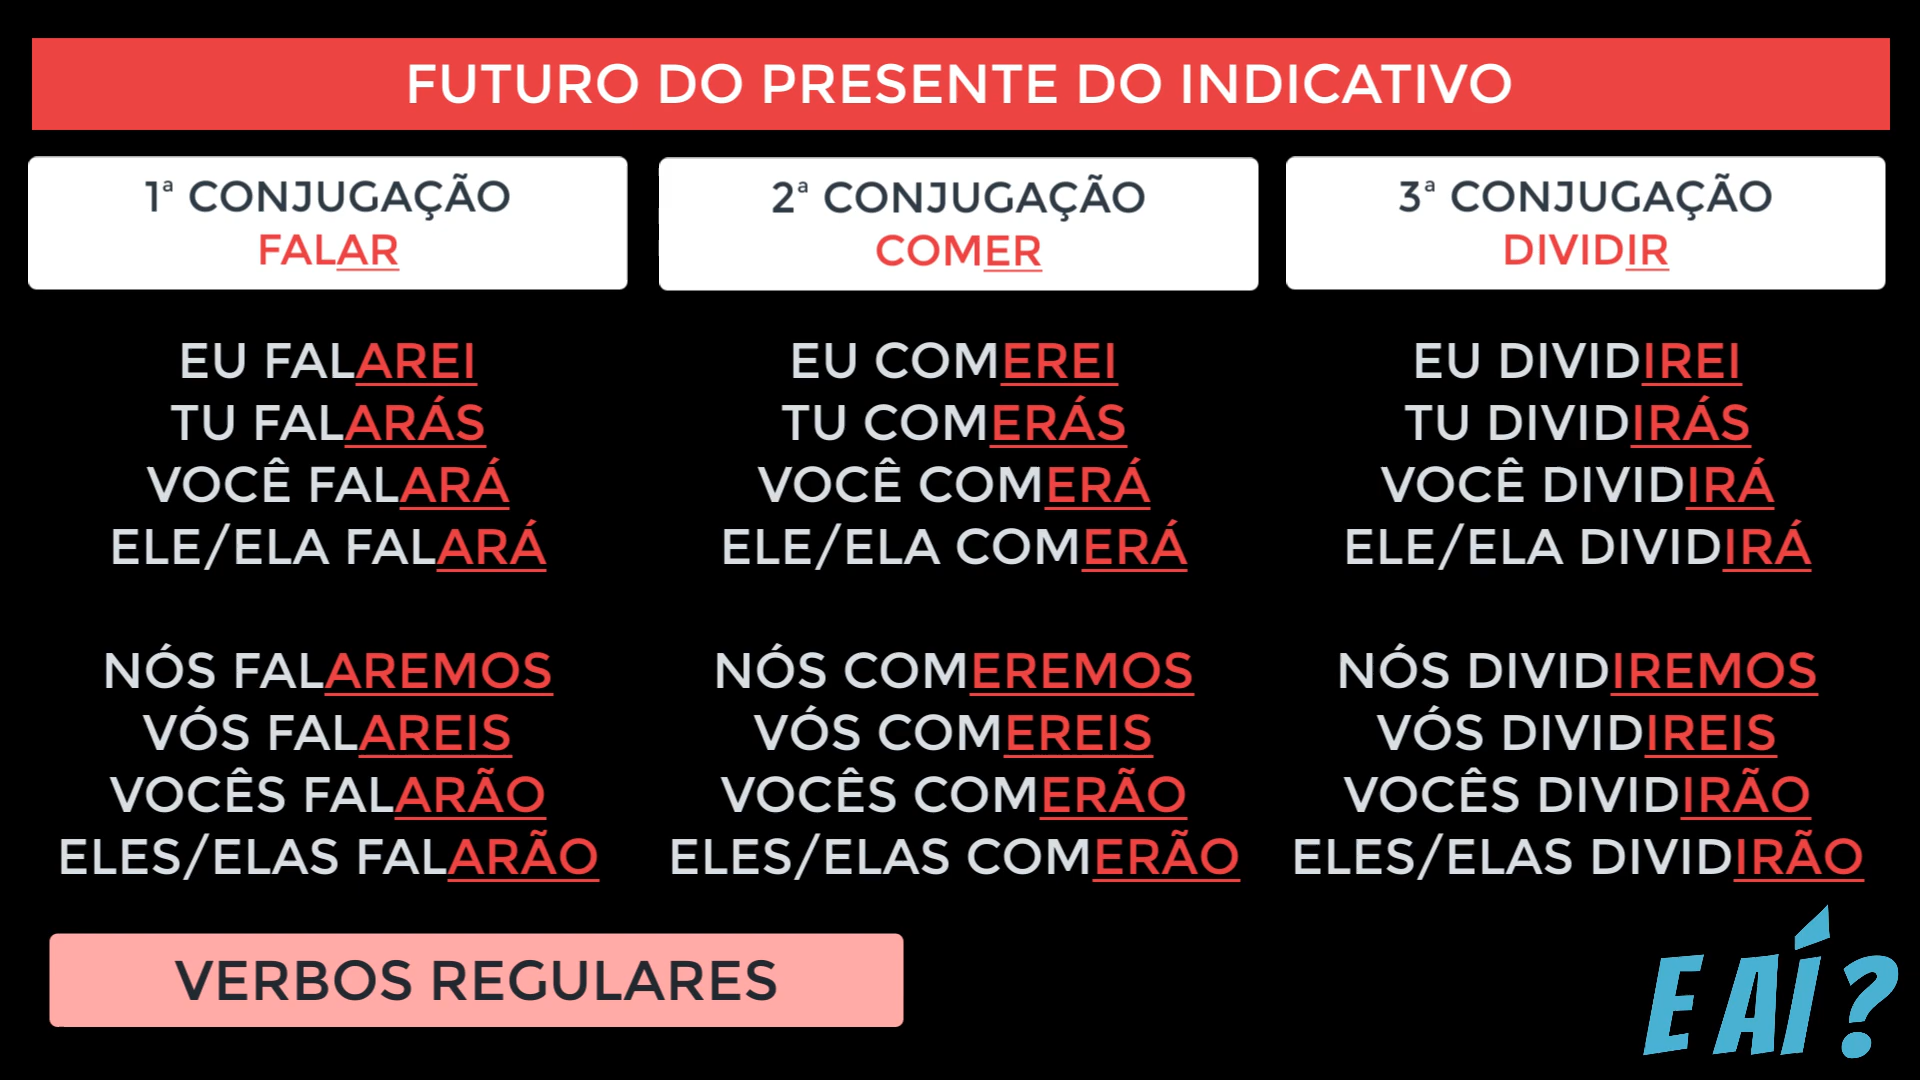 FUTURO DO PRESENTE DO INDICATIVO
1ª CONJUGAÇÃO
FALAR
EU FALAREI
TU FALARÁS
VOCÊ FALARÁ
ELE/ELA FALARÁ
NÓS FALAREMOS
VÓS FALAREIS
VOCÊS FALARÃO
ELES/ELAS FALARÃO
2ª CONJUGAÇÃO
COMER
EU COMEREI
TU COMERÁS
VOCÊ COMERÁ
ELE/ELA COMERÁ
NÓS COMEREMOS
VÓS COMEREIS
VOCÊS COMERÃO
ELES/ELAS COMERÃO
3ª CONJUGAÇÃO
DIVIDIR
EU DIVIDIREI
TU DIVIDIRÁS
VOCÊ DIVIDIRÁ
ELE/ELA DIVIDIRÁ
NÓS DIVIDIREMOS
VÓS DIVIDIREIS
VOCÊS DIVIDIRÃO
ELES/ELAS DIVIDIRÃO
VERBOS REGULARES
E AÍ?